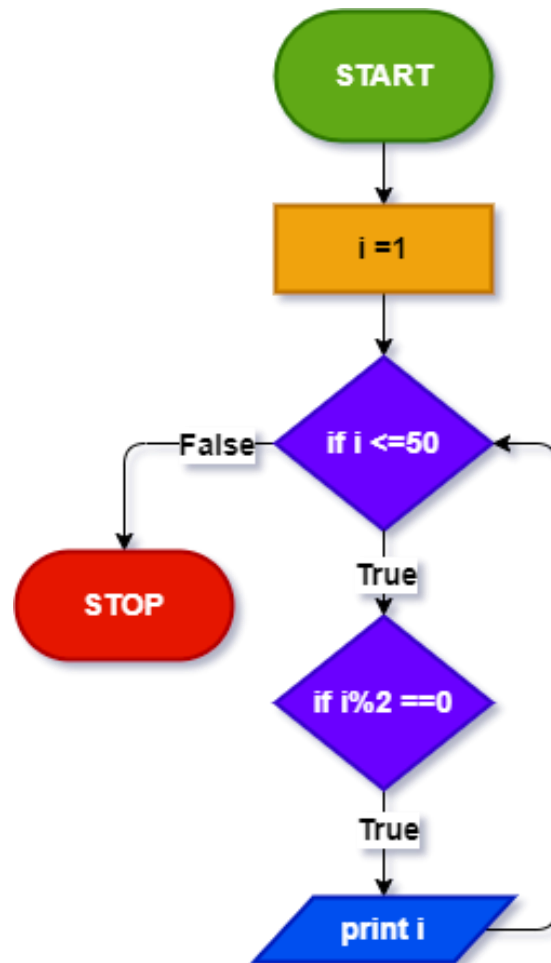 START
i =1
if i <=50
False
True
STOP
if i%2 ==0
True
print i